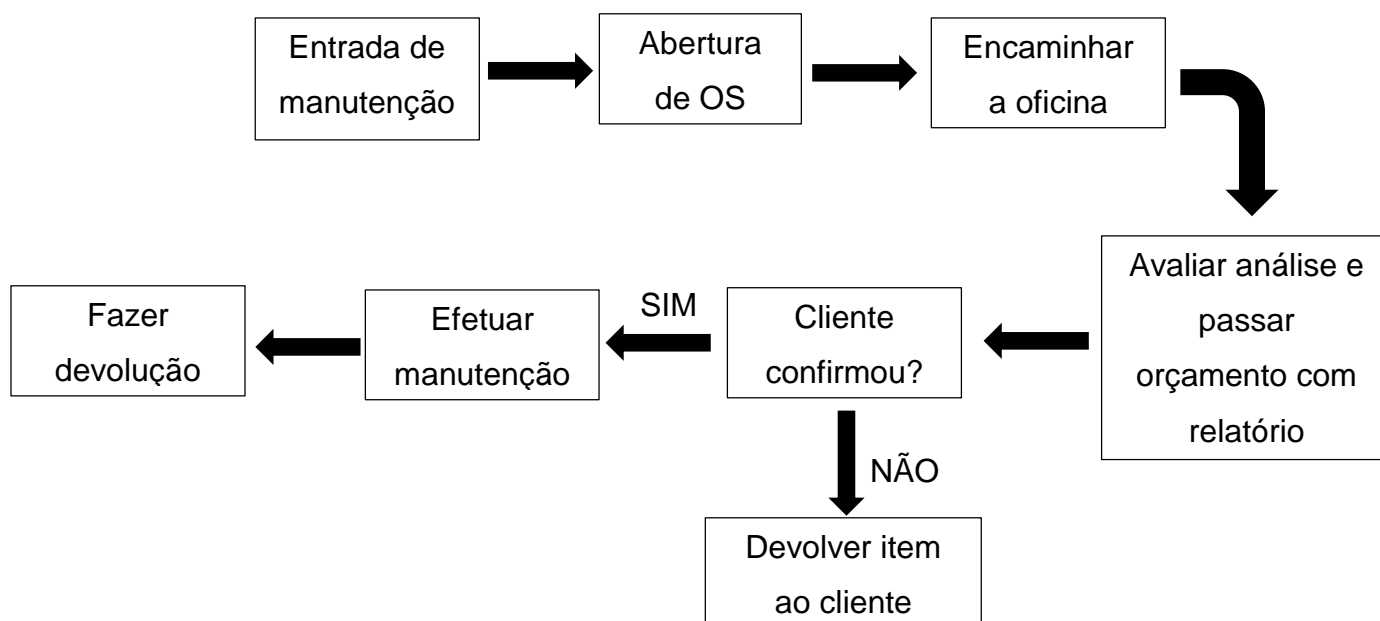 Entrada de
manutenção
Abertura
de OS
Encaminhar
a oficina
Avaliar análise e
passar
orçamento com
relatório
Cliente
confirmou?
SIM
Efetuar
manutenção
Fazer
devolução
NÃO
Devolver item
ao cliente